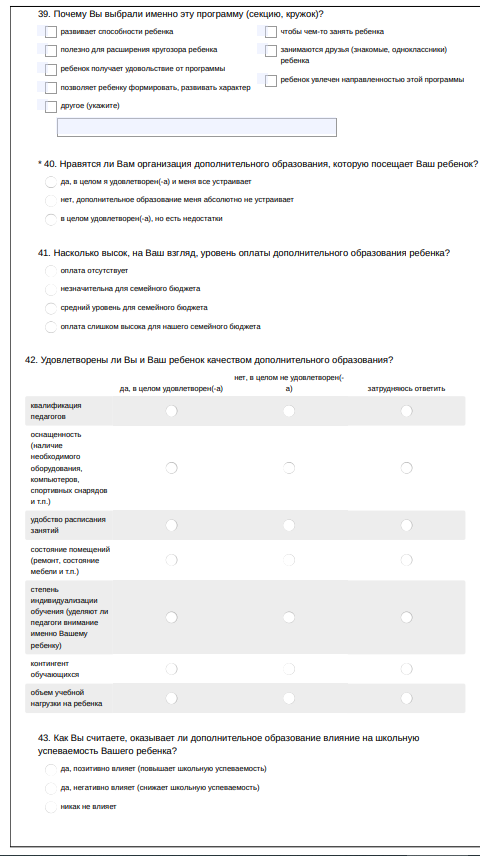 39. Почему Вы выбрали именно эту программу (секцию, кружок)?
развивает способности ребенка
чтобы чем-то занять ребенка
полезно для расширения кругозора ребенка
занимаются друзья (знакомые, одноклассники)
ребенка
ребенок получает удовольствие от программы
ребенок увлечен направленностью этой программы
позволяет ребенку формировать, развивать характер
другое (укажите)
* 40. Нравятся ли Вам организация дополнительного образования, которую посещает Ваш ребенок?
да, в целом я удовлетворен(-а) и меня все устраивает
нет, дополнительное образование меня абсолютно не устраивает
в целом удовлетворен(-а), но есть недостатки
41. Насколько высок, на Ваш взгляд, уровень оплаты дополнительного образования ребенка?
оплата отсутствует
незначительна для семейного бюджета
средний уровень для семейного бюджета
оплата слишком высока для нашего семейного бюджета
42. Удовлетворены ли Вы и Ваш ребенок качеством дополнительного образования?
да, в целом удовлетворен(-а)
нет, в целом не удовлетворен(-
а)
затрудняюсь ответить
квалификация
педагогов
оснащенность
(наличие
необходимого
оборудования,
компьютеров,
спортивных снарядов
и т.п.)
удобство расписания
занятий
состояние помещений
(ремонт, состояние
мебели и т.п.)
степень
индивидуализации
обучения (уделяют ли
педагоги внимание
именно Вашему
ребенку)
контингент
обучающихся
объем учебной
нагрузки на ребенка
43. Как Вы считаете, оказывает ли дополнительное образование влияние на школьную
успеваемость Вашего ребенка?
да, позитивно влияет (повышает школьную успеваемость)
да, негативно влияет (снижает школьную успеваемость)
никак не влияет